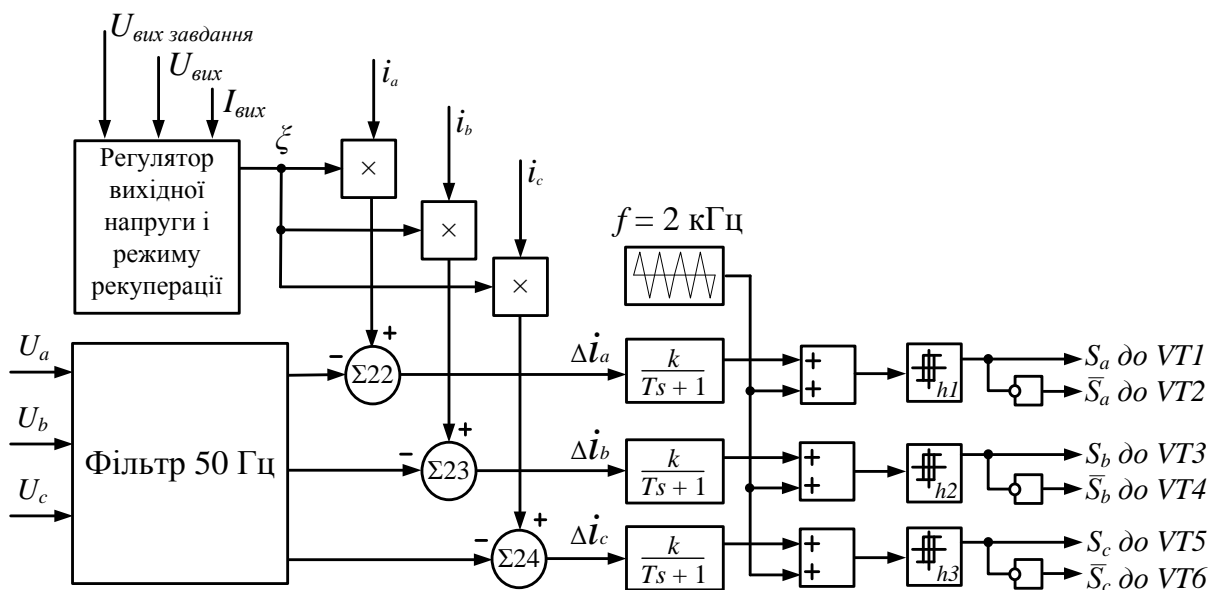 U вих завдання
U вих
I вих
ξ
i a
i b
i c
Регулятор
вихідної
напруги і
режиму
рекуперації
×
×
×
f = 2 кГц
U a
U b
U c
Фільтр 50 Гц
− +
Σ22
Δi a
k
Ts + 1
+
+
h1
S a до VT1
S̅ a до VT2
− +
Σ23
Δi b
k
Ts + 1
+
+
h2
S b до VT3
S̅ b до VT4
− +
Σ24
Δi c
k
Ts + 1
+
+
h3
S c до VT5
S̅ c до VT6